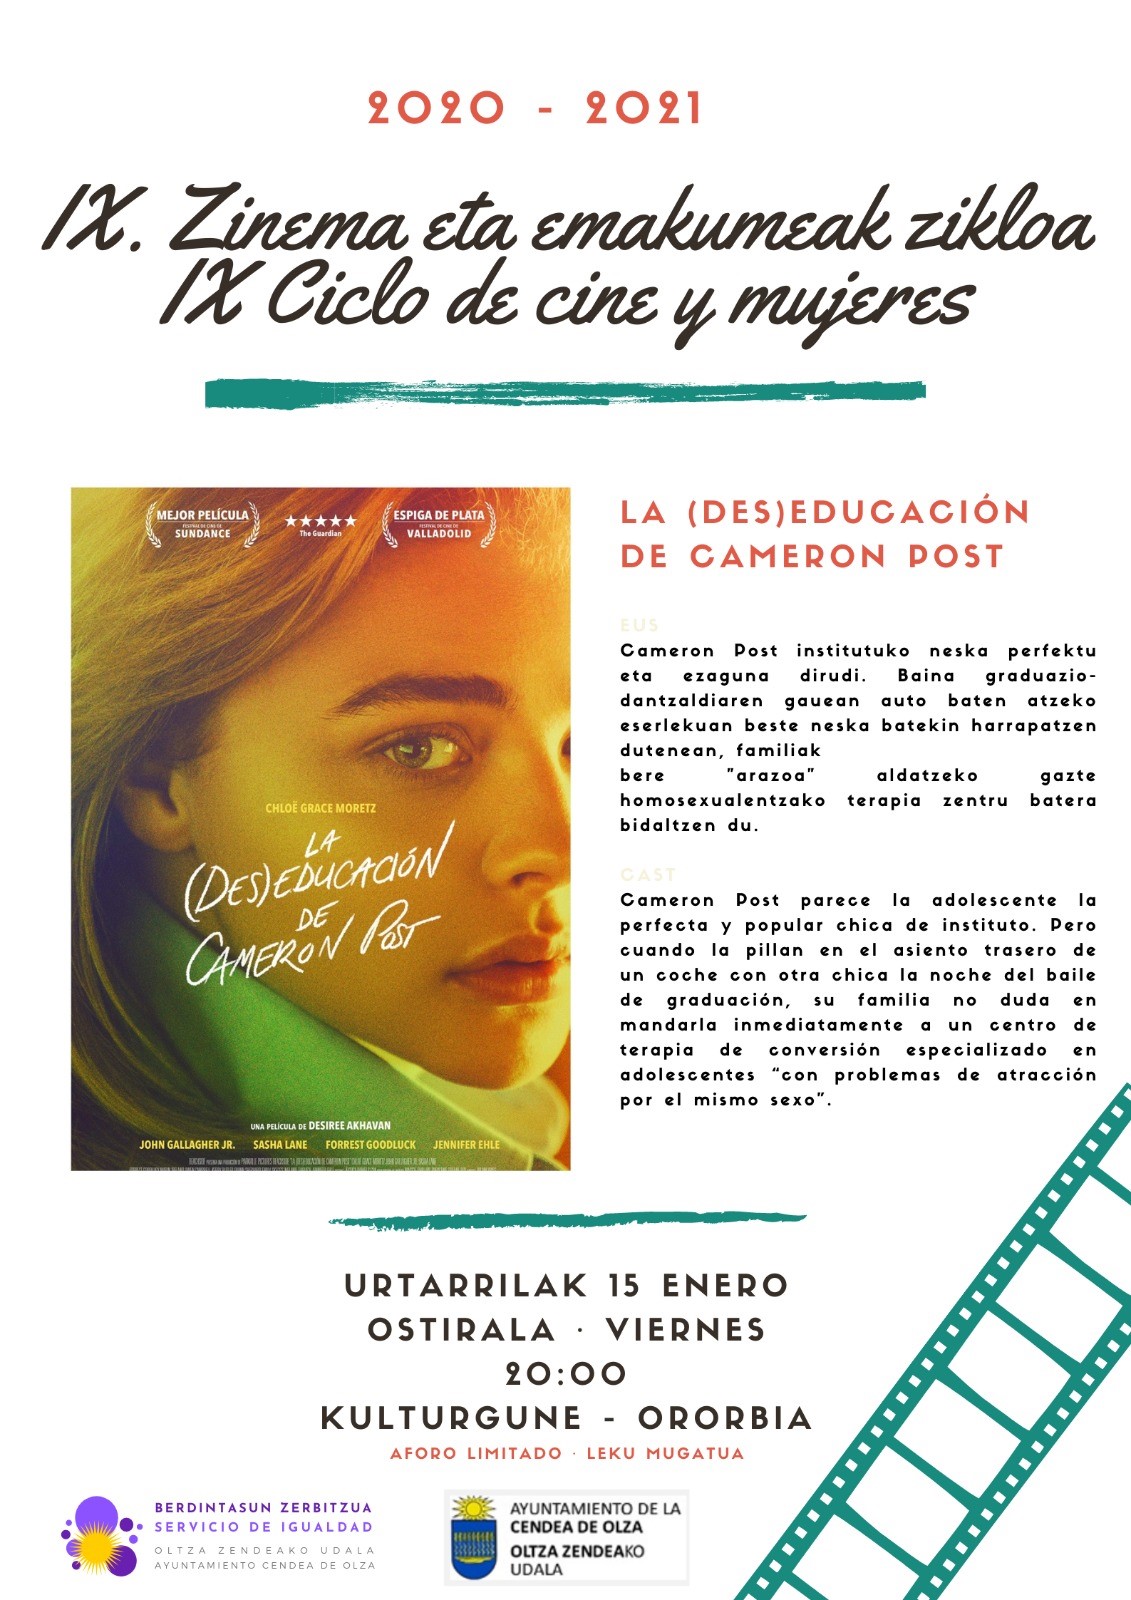 2020 - 2021
IX. Zinema eta emakumeak zikloa
IX Ciclo de cine y mujeres
MEJOR PELÍCULA
FESTIVAL DE CINE DE
SUNDANCE
★★★★★
The Guardian
ESPIGA DE PLATA
FESTIVAL DE CINE DE
VALLADOLID
CHLOË GRACE MORETZ
LA
(DES)EDUCACIÓN
DE
CAMERON POST
UNA PELÍCULA DE DESIREE AKHAVAN
JOHN GALLAGHER JR. SASHA LANE FORREST GOODLUCK JENNIFER EHLE
LA (DES)EDUCACIÓN
DE CAMERON POST
EUS
Cameron Post institutuko neska perfektu
eta ezaguna dirudi. Baina graduazio-
dantzaldiaren gauean auto baten atzeko
eserlekuan beste neska batekin harrapatzen
dutenean, familiak
bere "arazoa" aldatzeko gazte
homosexualentzako terapia zentru batera
bidaltzen du.
CAST
Cameron Post parece la adolescente la
perfecta y popular chica de instituto. Pero
cuando la pillan en el asiento trasero de
un coche con otra chica la noche del baile
de graduación, su familia no duda en
mandarla inmediatamente a un centro de
terapia de conversión especializado en
adolescentes “con problemas de atracción
por el mismo sexo”.
URTARRILAK 15 ENERO
OSTIRALA · VIERNES
20:00
KULTURGUNE - ORORBIA
AFORO LIMITADO · LEKU MUGATUA
BERDINTASUN ZERBITZUA
SERVICIO DE IGUALDAD
OLTZA ZENDEAKO UDALA
AYUNTAMIENTO CENDEA DE OLZA
AYUNTAMIENTO DE LA
CENDEA DE OLZA
OLTZA ZENDEAKO
UDALA